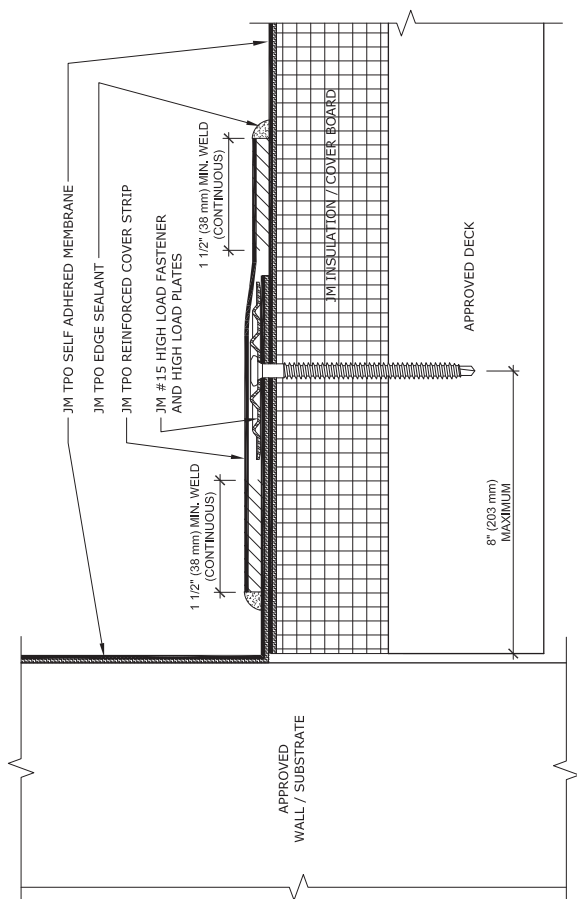 JM TPO SELF ADHERED MEMBRANE
JM TPO EDGE SEALANT
JM TPO REINFORCED COVER STRIP
JM #15 HIGH LOAD FASTENER
AND HIGH LOAD PLATES
1 1/2" (38 mm) MIN. WELD
(CONTINUOUS)
1 1/2" (38 mm) MIN. WELD
(CONTINUOUS)
JM INSULATION / COVER BOARD
APPROVED DECK
8" (203 mm)
MAXIMUM
APPROVED
WALL / SUBSTRATE